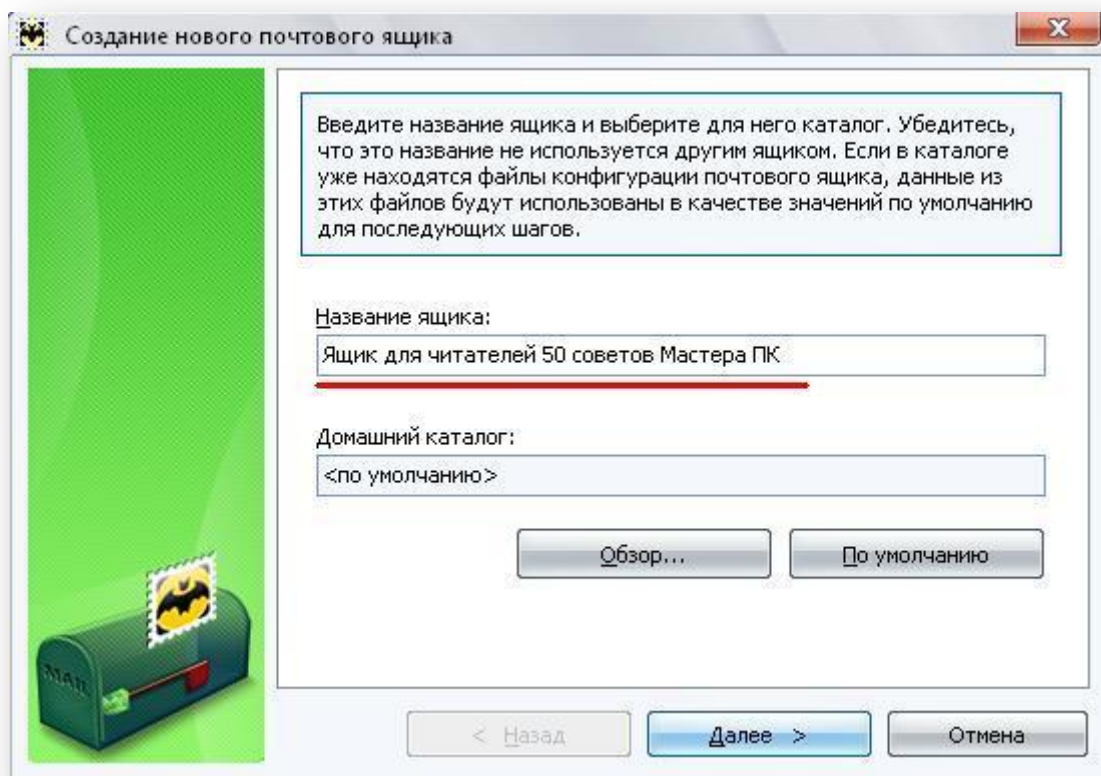 Создание нового почтового ящика
Введите название ящика и выберите для него каталог. Убедитесь,
что это название не используется другим ящиком. Если в каталоге
уже находятся файлы конфигурации почтового ящика, данные из
этих файлов будут использованы в качестве значений по умолчанию
для последующих шагов.
Название ящика:
Ящик для читателей 50 советов Мастера ПК
Домашний каталог:
<по умолчанию>
Обзор... По умолчанию
MAIL
< Назад Далее > Отмена